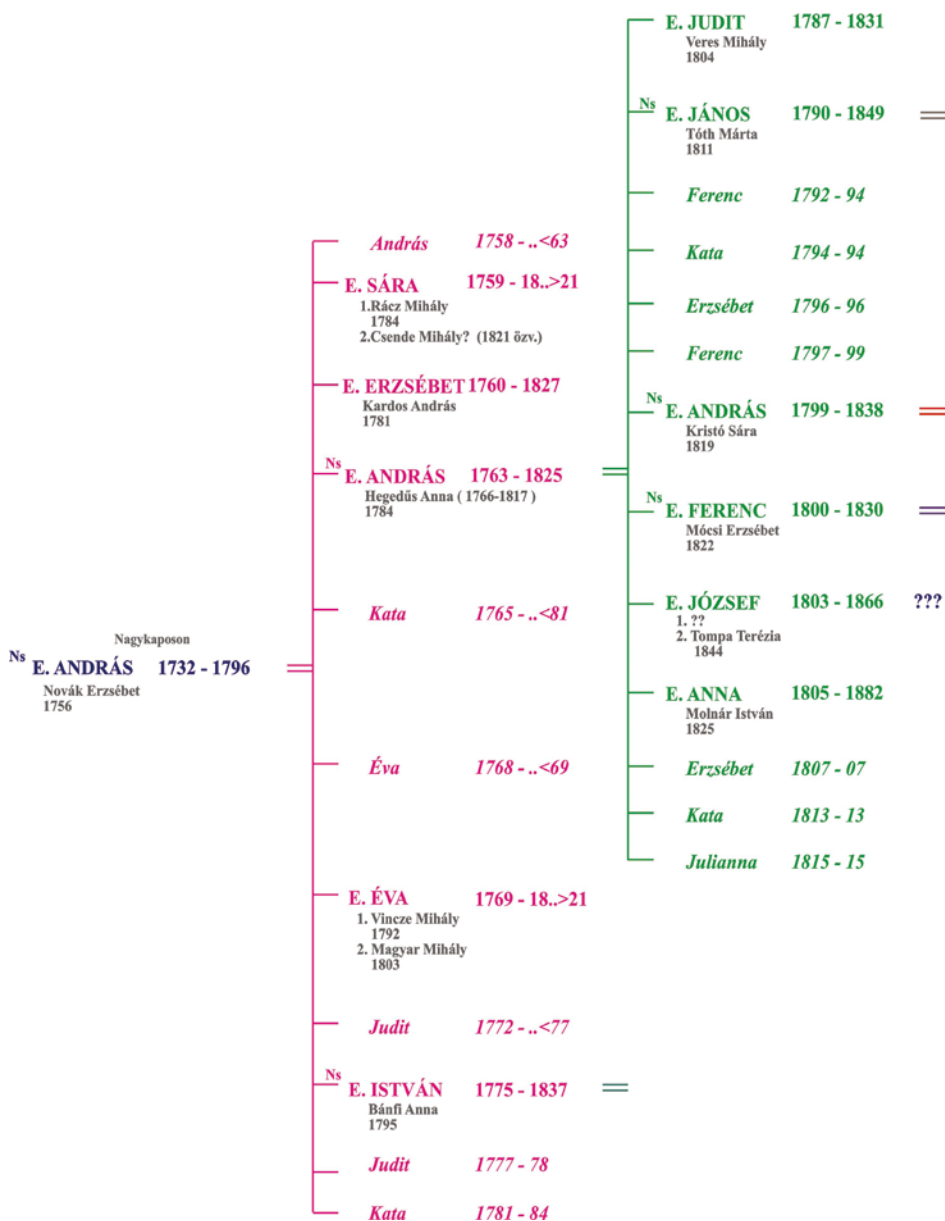 Nagykaposon
Ns E. ANDRÁS 1732 - 1796
Novák Erzsébet
1756
András 1758 - ..<63
E. SÁRA 1759 - 18..>21
1.Rácz Mihály
1784
2.Csende Mihály? (1821 özv.)
E. ERZSÉBET 1760 - 1827
Kardos András
1781
Ns E. ANDRÁS 1763 - 1825
Hegedűs Anna ( 1766-1817 )
1784
Kata 1765 - ..<81
Éva 1768 - ..<69
E. ÉVA 1769 - 18..>21
1. Vincze Mihály
1792
2. Magyar Mihály
1803
Judit 1772 - ..<77
Ns E. ISTVÁN 1775 - 1837
Bánfi Anna
1795
Judit 1777 - 78
Kata 1781 - 84
E. JUDIT 1787 - 1831
Veres Mihály
1804
Ns E. JÁNOS 1790 - 1849
Tóth Márta
1811
Ferenc 1792 - 94
Kata 1794 - 94
Erzsébet 1796 - 96
Ferenc 1797 - 99
Ns E. ANDRÁS 1799 - 1838
Kristó Sára
1819
Ns E. FERENC 1800 - 1830
Mócsi Erzsébet
1822
E. JÓZSEF 1803 - 1866 ???
1. ??
2. Tompa Terézia
1844
E. ANNA 1805 - 1882
Molnár István
1825
Erzsébet 1807 - 07
Kata 1813 - 13
Julianna 1815 - 15